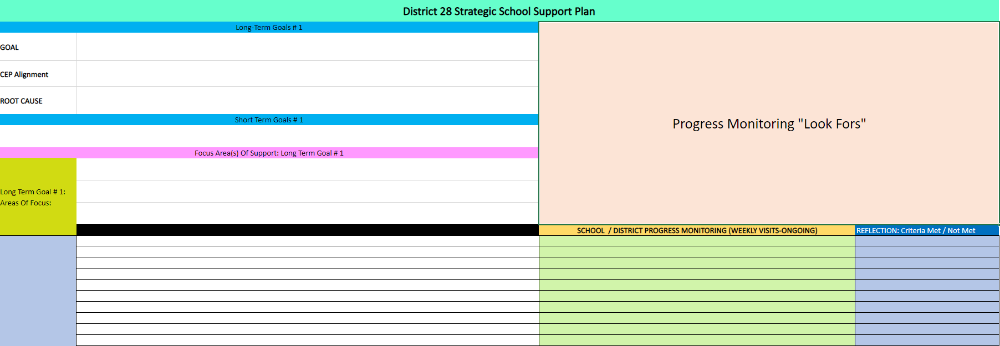 District 28 Strategic School Support Plan
Long-Term Goals # 1
GOAL
CEP Alignment
ROOT CAUSE
Short Term Goals # 1
Progress Monitoring "Look Fors"
Focus Area(s) Of Support: Long Term Goal # 1
Long Term Goal # 1:
Areas Of Focus:
SCHOOL / DISTRICT PROGRESS MONITORING (WEEKLY VISITS-ONGOING)
REFLECTION: Criteria Met / Not Met